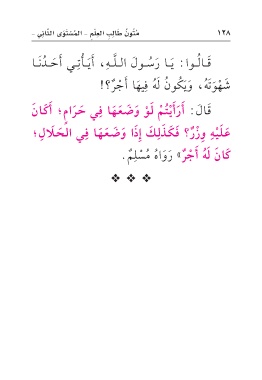 ١٢٨ مُتُونُ طَالِبِ العِلْمِ - المُسْتَوَى الثَّانِي -
قَالُوا: يَا رَسُولَ اللَّهِ، أَيَأْتِي أَحَدُنَا
شَهْوَتَهُ، وَيَكُونُ لَهُ فِيهَا أَجْرٌ؟!
قَالَ: أَرَأَيْتُمْ لَوْ وَضَعَهَا فِي حَرَامٍ؛ أَكَانَ
عَلَيْهِ وِزْرٌ؟ فَكَذَلِكَ إِذَا وَضَعَهَا فِي الحَلَالِ؛
كَانَ لَهُ أَجْرٌ» رَوَاهُ مُسْلِمٌ.